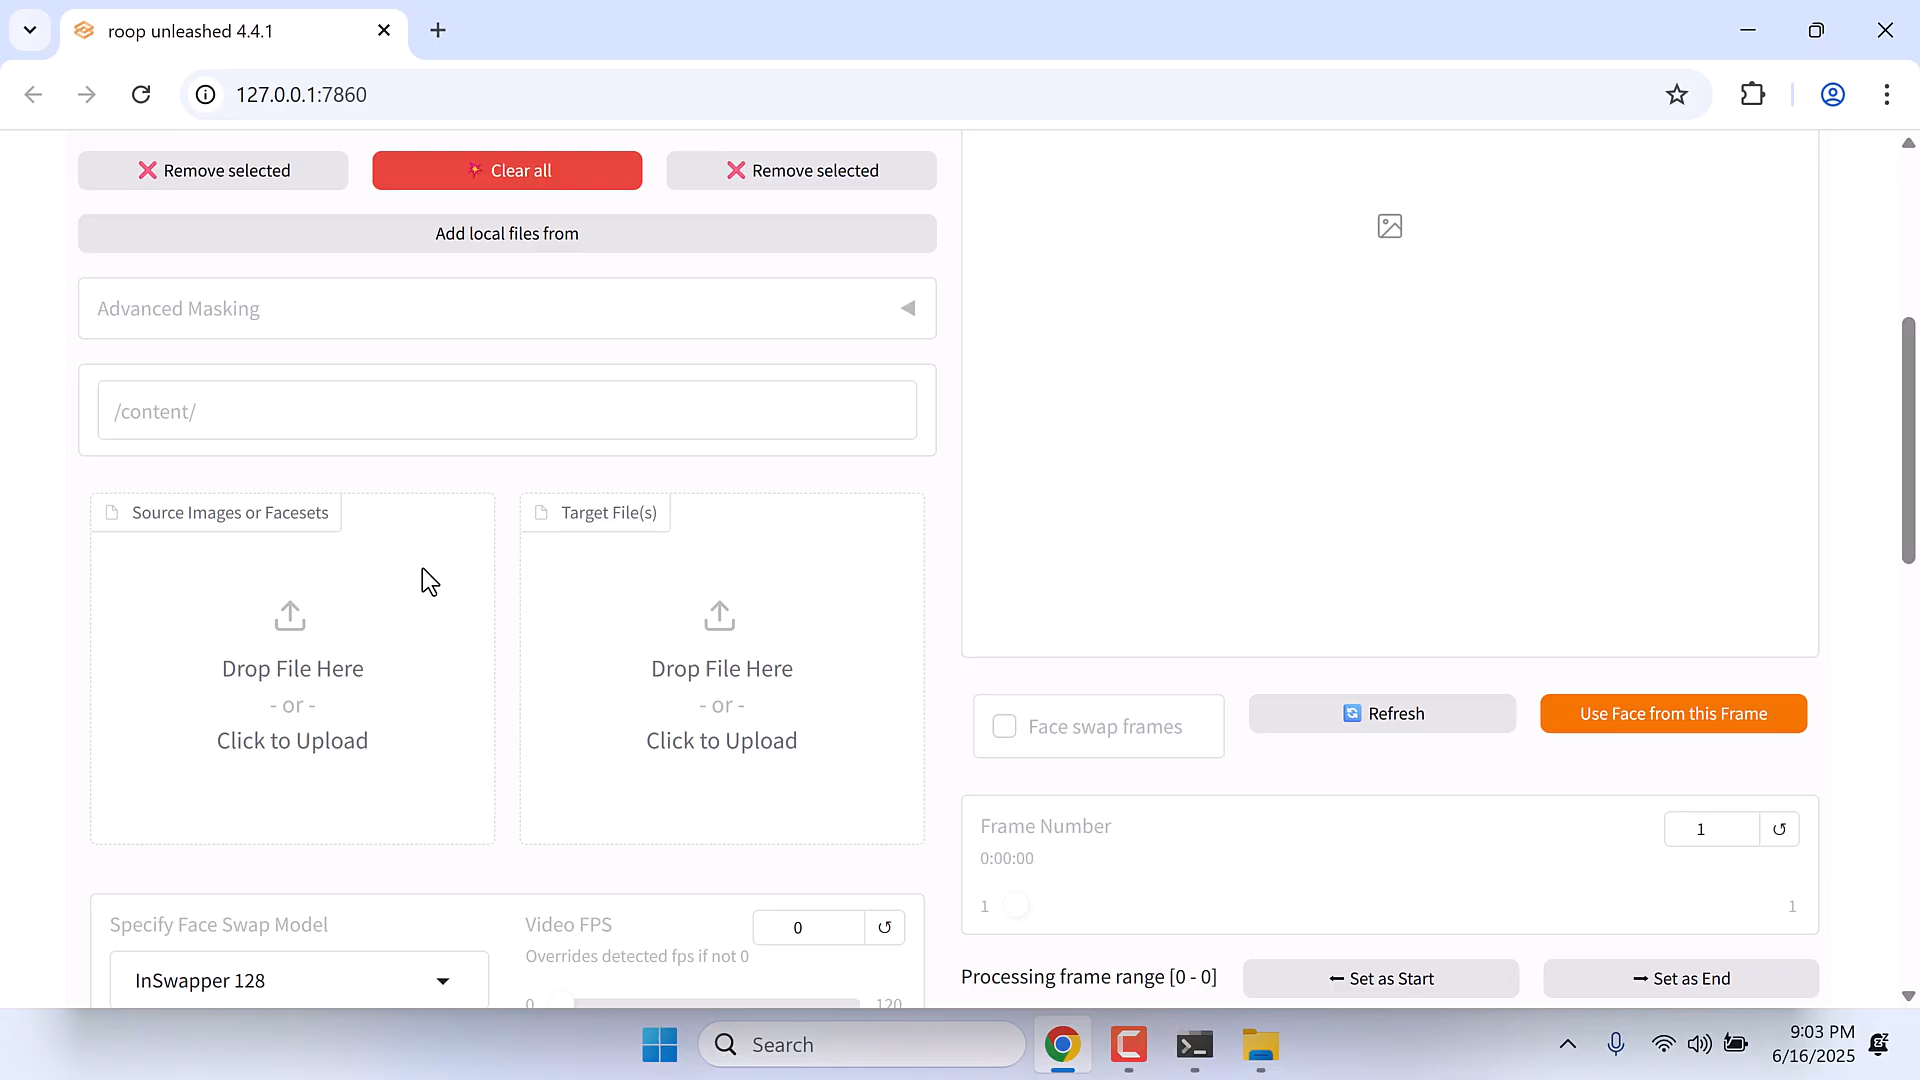 roop unleashed 4.4.1
127.0.0.1:7860
❌ Remove selected
💥 Clear all
❌ Remove selected
Add local files from
Advanced Masking
/content/
Source Images or Facesets
Drop File Here
- or -
Click to Upload
Target File(s)
Drop File Here
- or -
Click to Upload
Specify Face Swap Model
InSwapper 128
Video FPS
0
Overrides detected fps if not 0
0
120
Face swap frames
Refresh
Use Face from this Frame
Frame Number
1
0:00:00
1
1
Processing frame range [0 - 0]
⬅ Set as Start
➡ Set as End
Search
9:03 PM
6/16/2025